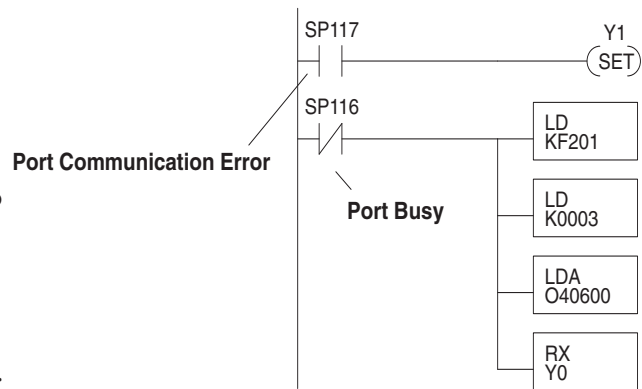 SP117
Y1
SET
SP116
LD
KF201
Port Communication Error
Port Busy
LD
K0003
LDA
O40600
RX
Y0